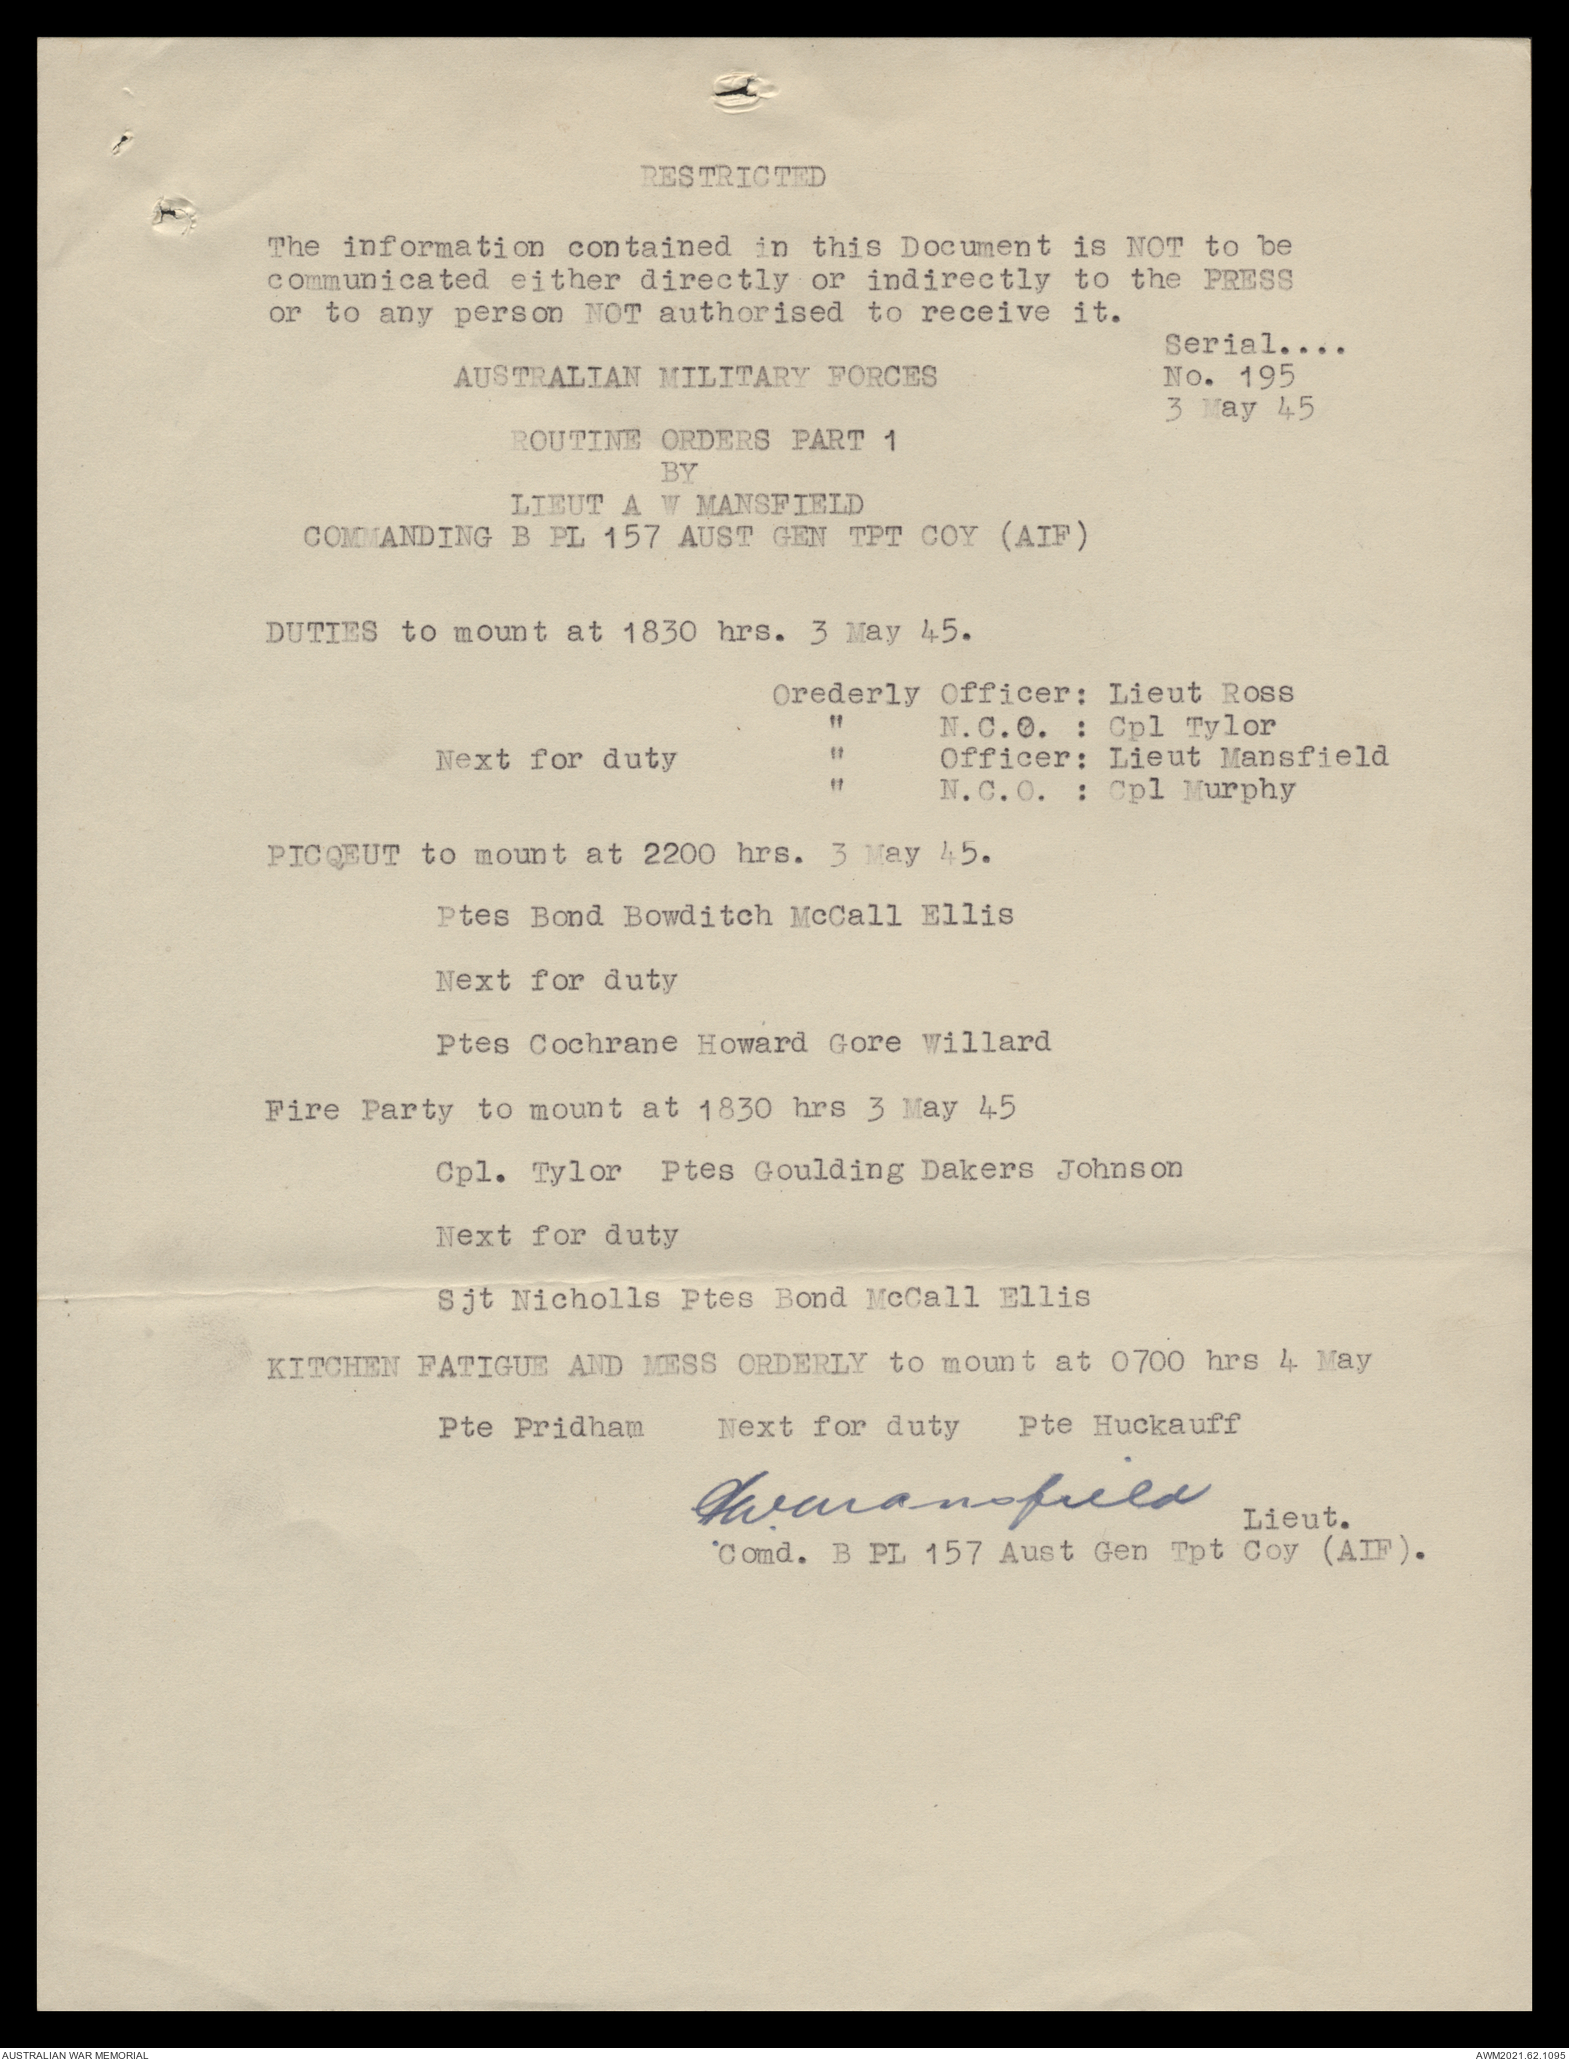 RESTRICTED
The information contained in this Document is NOT to be
communicated either directly or indirectly to the PRESS
or to any person NOT authorised to receive it.
Serial....
AUSTRALIAN MILITARY FORCES No. 195
3 May 45
ROUTINE ORDERS PART 1
BY
LIEUT A W MANSFIELD
COMMANDING B PL 157 AUST GEN TPT COY (AIF)
DUTIES to mount at 1830 hrs. 3 May 45.
Orederly Officer: Lieut Ross
" N.C.O. : Cpl Tylor
Next for duty " Officer: Lieut Mansfield
" N.C.O. : Cpl Murphy
PICQEUT to mount at 2200 hrs. 3 May 45.
Ptes Bond Bowditch McCall Ellis
Next for duty
Ptes Cochrane Howard Gore Willard
Fire Party to mount at 1830 hrs 3 May 45
Cpl. Tylor Ptes Goulding Dakers Johnson
Next for duty
Sjt Nicholls Ptes Bond McCall Ellis
KITCHEN FATIGUE AND MESS ORDERLY to mount at 0700 hrs 4 May
Pte Pridham Next for duty Pte Huckauff
AWMansfield Lieut.
Comd. B PL 157 Aust Gen Tpt Coy (AIF).
AUSTRALIAN WAR MEMORIAL AWM2021.62.1095